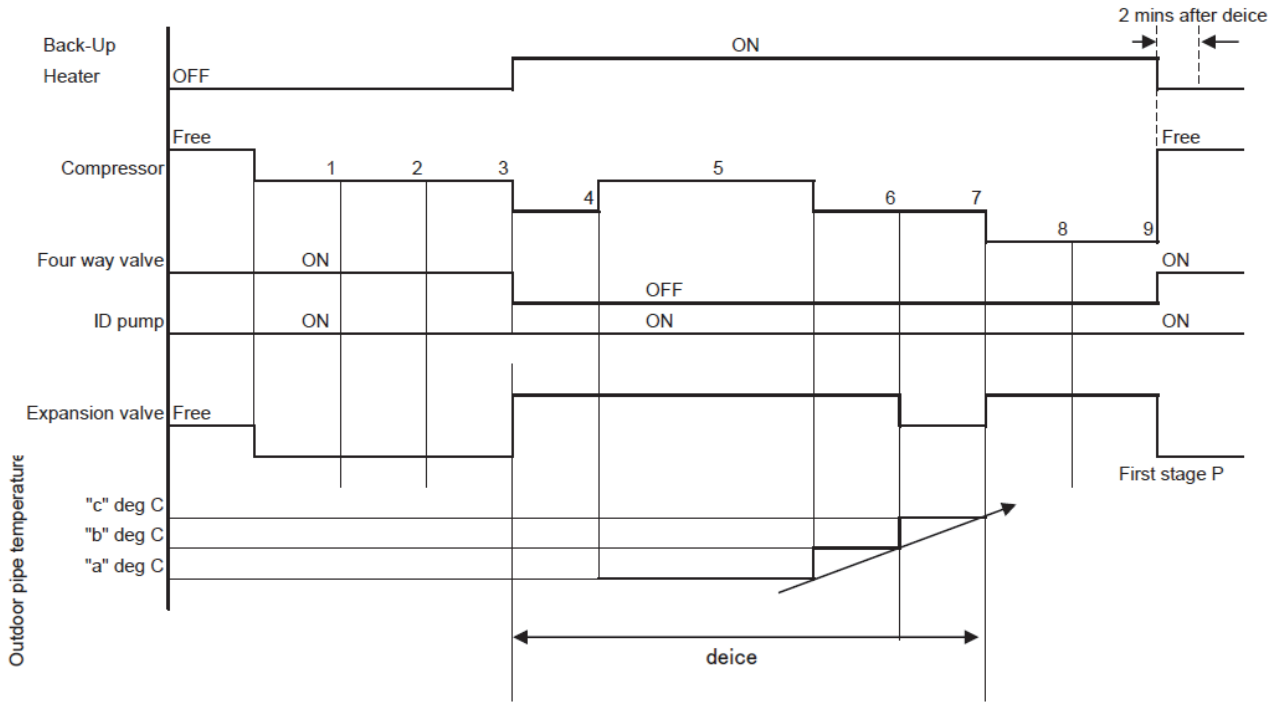 2 mins after deice
Back-Up
Heater
OFF
ON
Free
Free
Compressor
1
2
3
4
5
6
7
8
9
Four way valve
ON
OFF
ON
ID pump
ON
ON
ON
Expansion valve
Free
First stage P
Outdoor pipe temperature
"c" deg C
"b" deg C
"a" deg C
deice